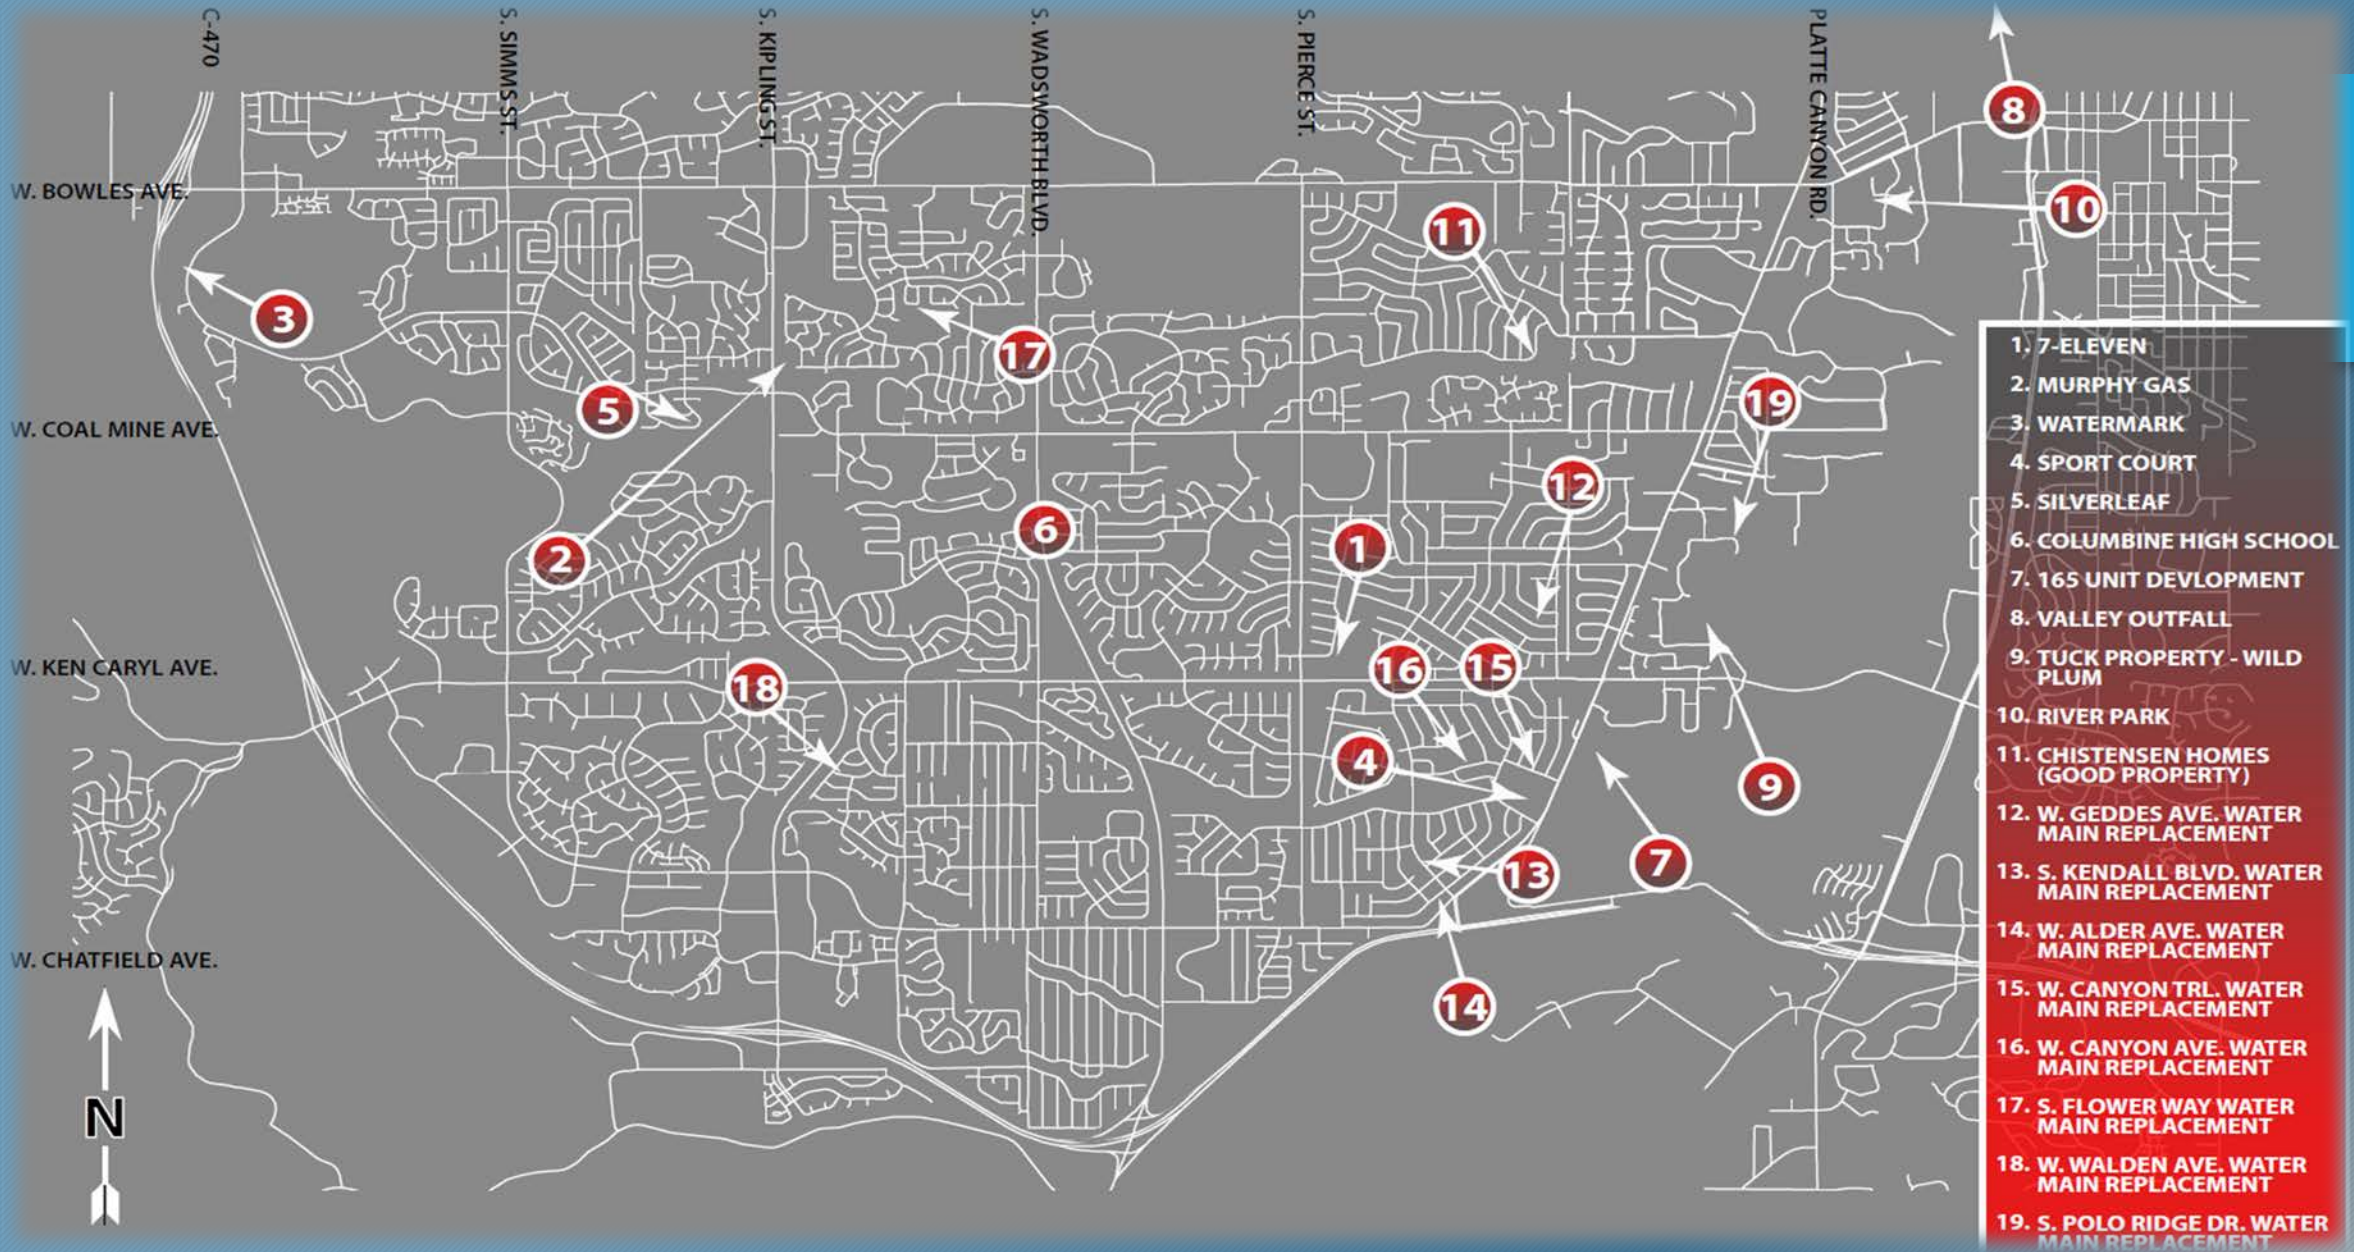 C-470
S. SIMMS ST.
S. KIPLING ST.
S. WADSWORTH BLVD.
S. PIERCE ST.
PLATTE CANYON RD.
W. BOWLES AVE.
W. COAL MINE AVE.
W. KEN CARYL AVE.
W. CHATFIELD AVE.
N
8
10
11
3
17
5
19
12
6
1
2
16
15
18
4
9
7
13
14
1. 7-ELEVEN
2. MURPHY GAS
3. WATERMARK
4. SPORT COURT
5. SILVERLEAF
6. COLUMBINE HIGH SCHOOL
7. 165 UNIT DEVLOPMENT
8. VALLEY OUTFALL
9. TUCK PROPERTY - WILD
PLUM
10. RIVER PARK
11. CHISTENSEN HOMES
(GOOD PROPERTY)
12. W. GEDDES AVE. WATER
MAIN REPLACEMENT
13. S. KENDALL BLVD. WATER
MAIN REPLACEMENT
14. W. ALDER AVE. WATER
MAIN REPLACEMENT
15. W. CANYON TRL. WATER
MAIN REPLACEMENT
16. W. CANYON AVE. WATER
MAIN REPLACEMENT
17. S. FLOWER WAY WATER
MAIN REPLACEMENT
18. W. WALDEN AVE. WATER
MAIN REPLACEMENT
19. S. POLO RIDGE DR. WATER
MAIN REPLACEMENT